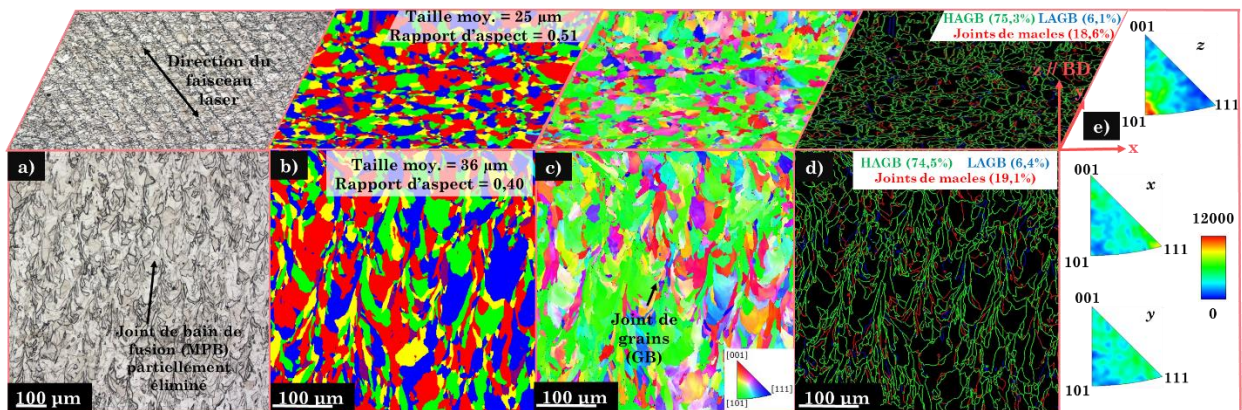 Direction du
faisceau
laser
Taille moy. = 25 µm
Rapport d'aspect = 0,51
HAGB (75,3%) LAGB (6,1%)
Joints de macles (18,6%)
z // BD
x
e)
001
z
101
111
a)
Joint de bain de
fusion (MPB)
partiellement
éliminé
100 µm
b)
Taille moy. = 36 µm
Rapport d'aspect = 0,40
100 µm
c)
Joint de
grains
(GB)
[001]
[111]
[101]
100 µm
d)
HAGB (74,5%) LAGB (6,4%)
Joints de macles (19,1%)
100 µm
001
x
101
111
001
y
101
111
12000
0